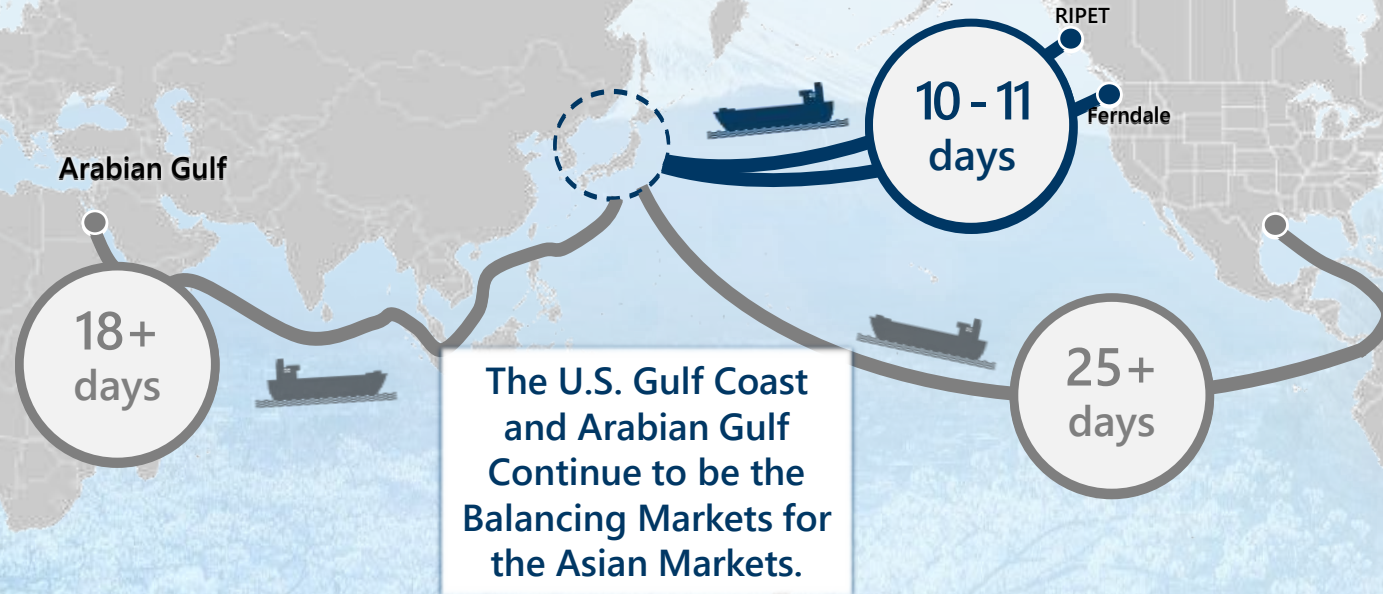 RIPET
10 - 11
days
Ferndale
Arabian Gulf
18+
days
25+
days
The U.S. Gulf Coast
and Arabian Gulf
Continue to be the
Balancing Markets for
the Asian Markets.